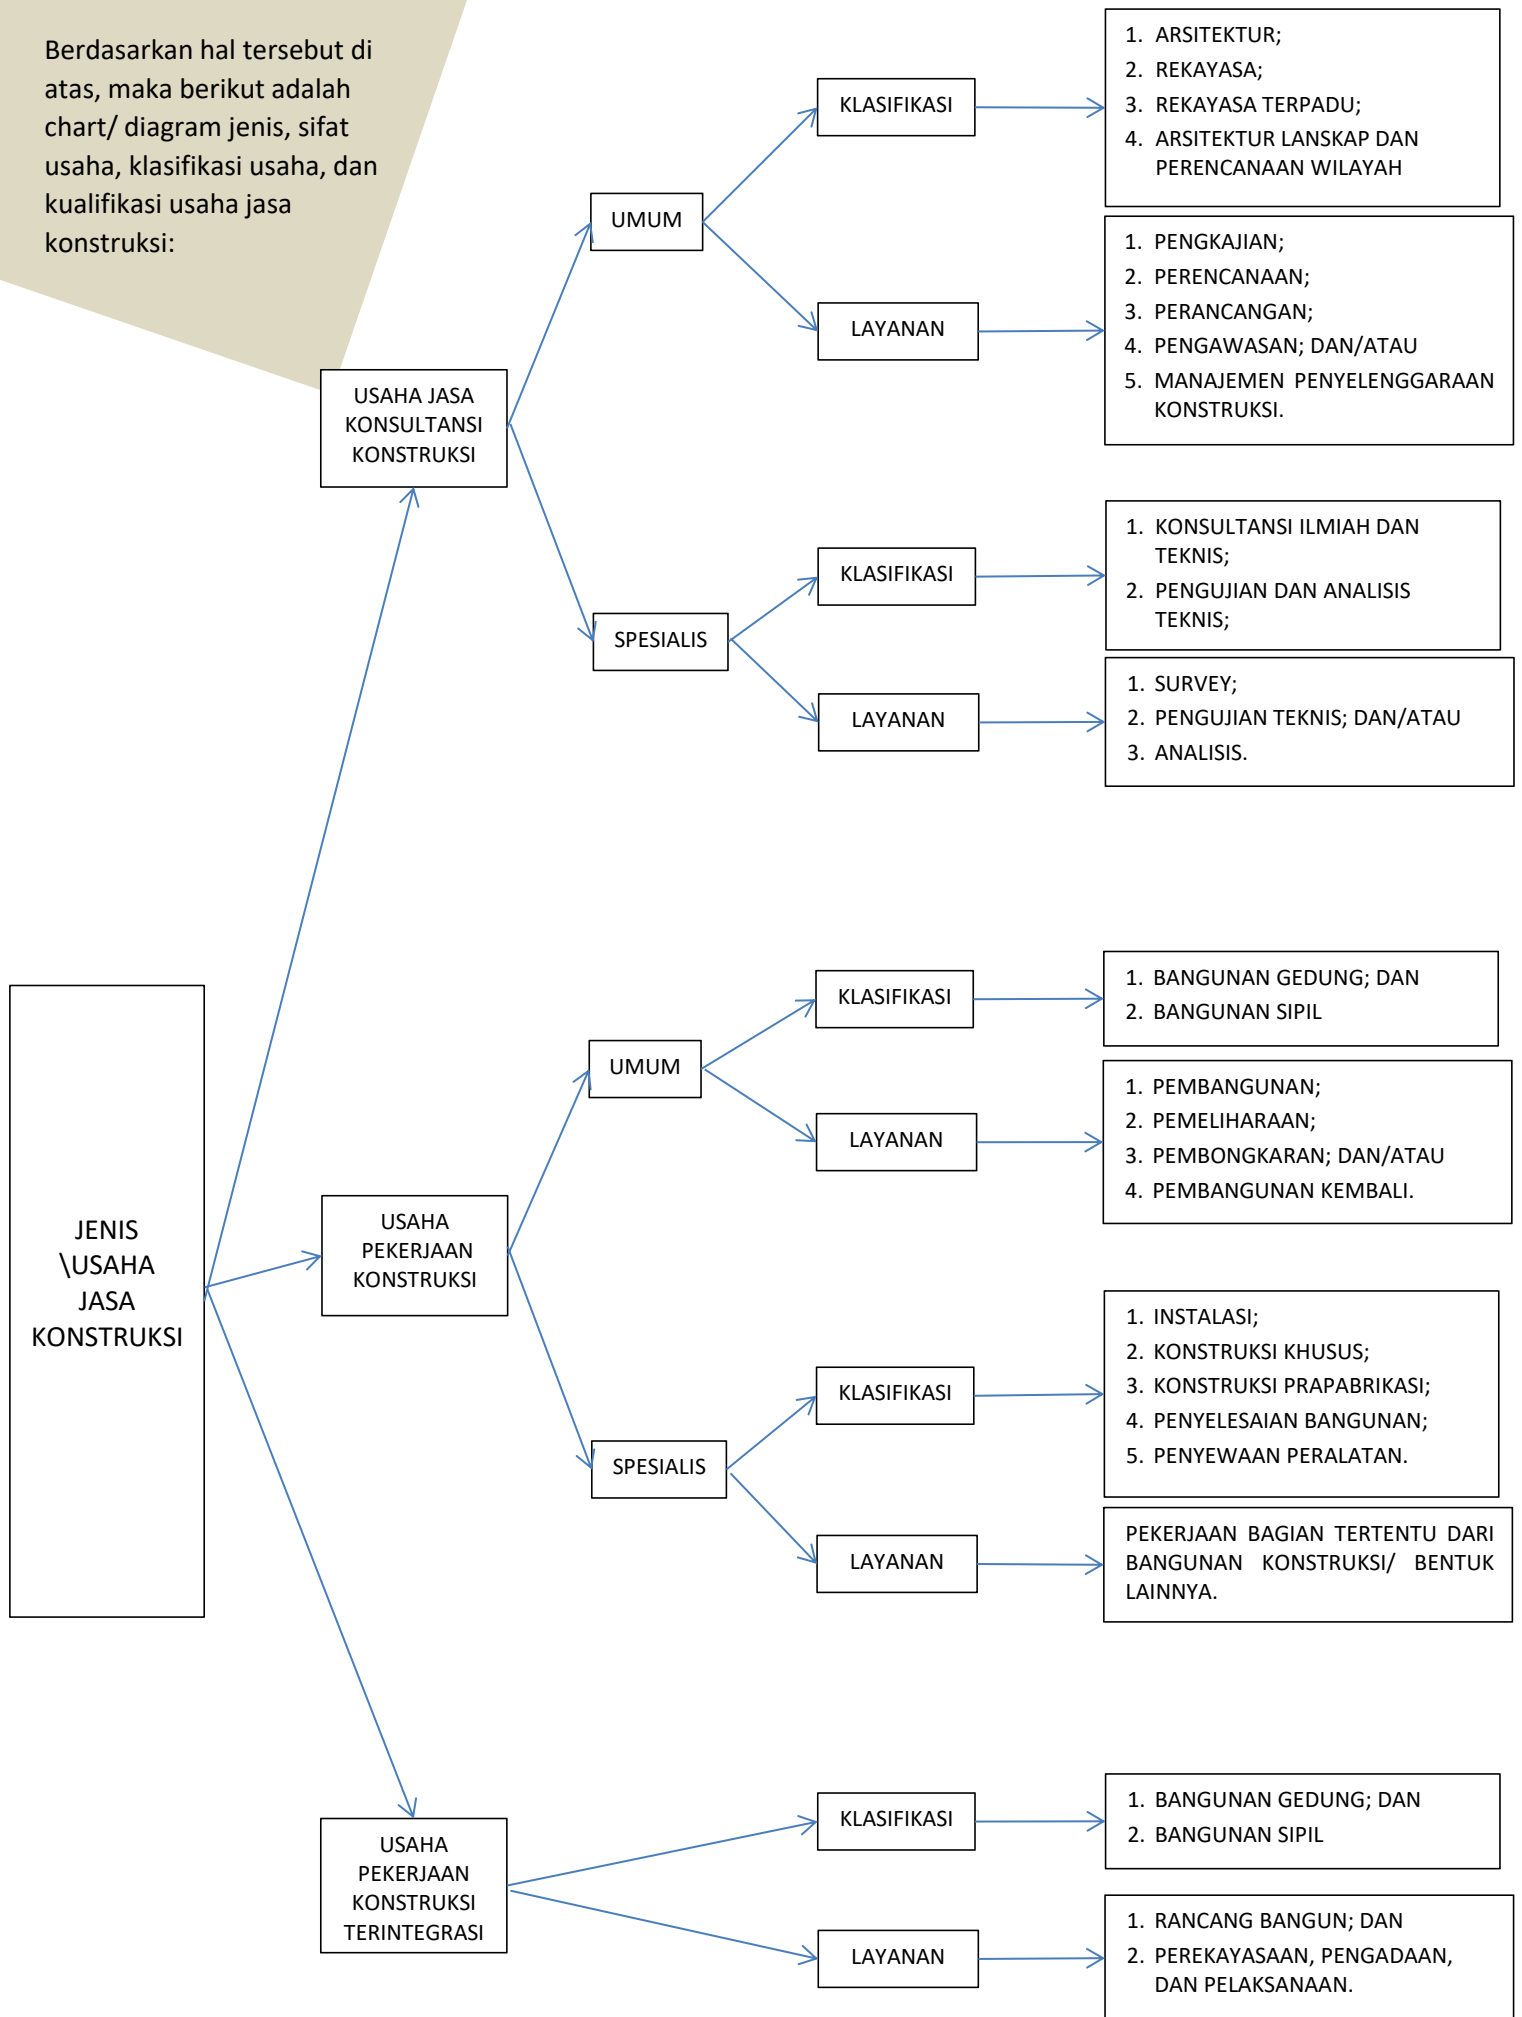 Berdasarkan hal tersebut di
atas, maka berikut adalah
chart/ diagram jenis, sifat
usaha, klasifikasi usaha, dan
kualifikasi usaha jasa
konstruksi:
JENIS
\USAHA
JASA
KONSTRUKSI
USAHA JASA
KONSULTANSI
KONSTRUKSI
UMUM
KLASIFIKASI
1. ARSITEKTUR;
2. REKAYASA;
3. REKAYASA TERPADU;
4. ARSITEKTUR LANSKAP DAN
PERENCANAAN WILAYAH
LAYANAN
1. PENGKAJIAN;
2. PERENCANAAN;
3. PERANCANGAN;
4. PENGAWASAN; DAN/ATAU
5. MANAJEMEN PENYELENGGARAAN
KONSTRUKSI.
SPESIALIS
KLASIFIKASI
1. KONSULTANSI ILMIAH DAN
TEKNIS;
2. PENGUJIAN DAN ANALISIS
TEKNIS;
LAYANAN
1. SURVEY;
2. PENGUJIAN TEKNIS; DAN/ATAU
3. ANALISIS.
USAHA
PEKERJAAN
KONSTRUKSI
UMUM
KLASIFIKASI
1. BANGUNAN GEDUNG; DAN
2. BANGUNAN SIPIL
LAYANAN
1. PEMBANGUNAN;
2. PEMELIHARAAN;
3. PEMBONGKARAN; DAN/ATAU
4. PEMBANGUNAN KEMBALI.
SPESIALIS
KLASIFIKASI
1. INSTALASI;
2. KONSTRUKSI KHUSUS;
3. KONSTRUKSI PRAPABRIKASI;
4. PENYELESAIAN BANGUNAN;
5. PENYEWAAN PERALATAN.
LAYANAN
PEKERJAAN BAGIAN TERTENTU DARI
BANGUNAN KONSTRUKSI/ BENTUK
LAINNYA.
USAHA
PEKERJAAN
KONSTRUKSI
TERINTEGRASI
KLASIFIKASI
1. BANGUNAN GEDUNG; DAN
2. BANGUNAN SIPIL
LAYANAN
1. RANCANG BANGUN; DAN
2. PEREKAYASAAN, PENGADAAN,
DAN PELAKSANAAN.